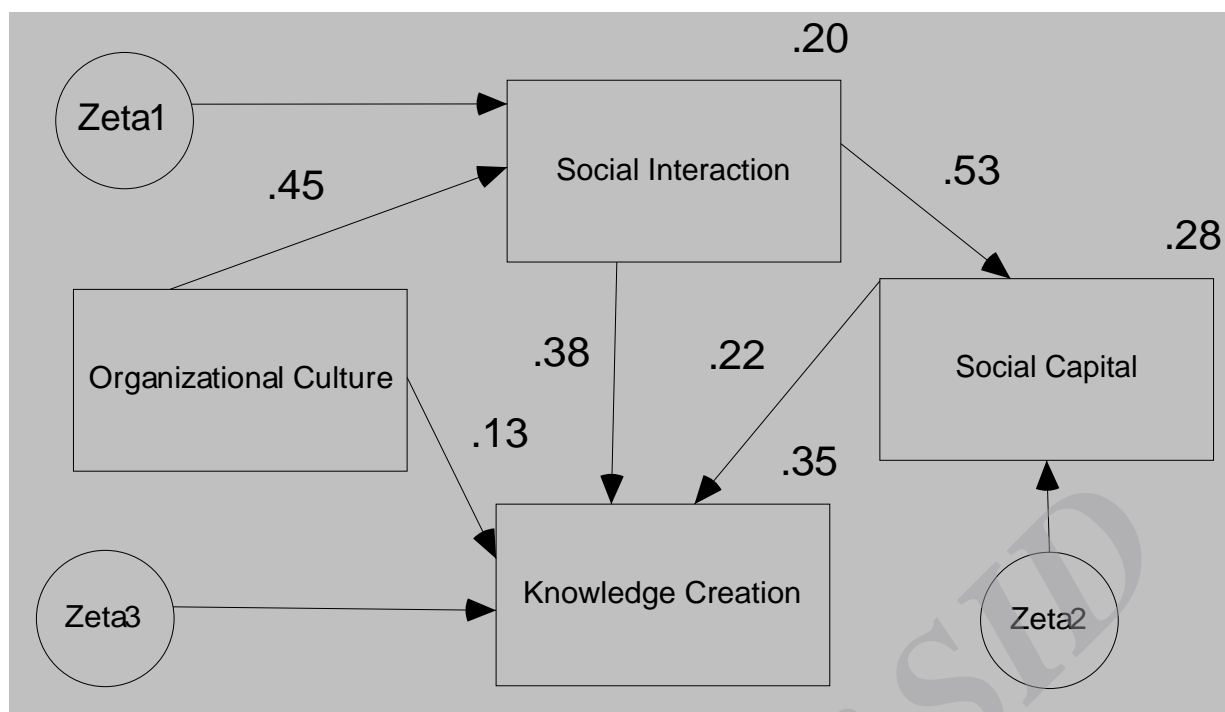 .20
Zeta1
Social Interaction
.45
.53
.28
.38
.22
Organizational Culture
Social Capital
.13
.35
Knowledge Creation
Zeta3
Zeta2
SID